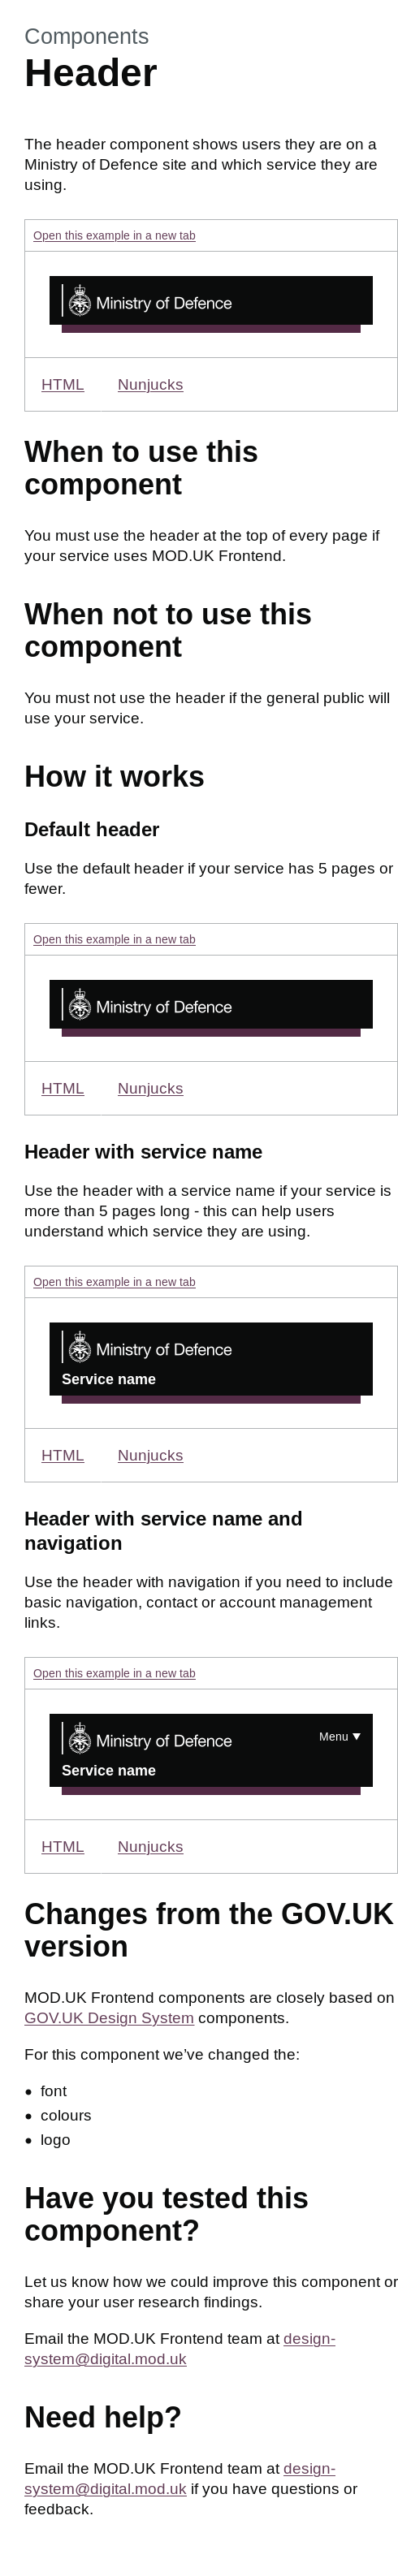 Components
Header
The header component shows users they are on a
Ministry of Defence site and which service they are
using.
Open this example in a new tab
Ministry of Defence
HTML
Nunjucks
When to use this
component
You must use the header at the top of every page if
your service uses MOD.UK Frontend.
When not to use this
component
You must not use the header if the general public will
use your service.
How it works
Default header
Use the default header if your service has 5 pages or
fewer.
Open this example in a new tab
Ministry of Defence
HTML
Nunjucks
Header with service name
Use the header with a service name if your service is
more than 5 pages long - this can help users
understand which service they are using.
Open this example in a new tab
Ministry of Defence
Service name
HTML
Nunjucks
Header with service name and
navigation
Use the header with navigation if you need to include
basic navigation, contact or account management
links.
Open this example in a new tab
Ministry of Defence
Menu ▼
Service name
HTML
Nunjucks
Changes from the GOV.UK
version
MOD.UK Frontend components are closely based on
GOV.UK Design System components.
For this component we’ve changed the:
• font
• colours
• logo
Have you tested this
component?
Let us know how we could improve this component or
share your user research findings.
Email the MOD.UK Frontend team at design-
system@digital.mod.uk
Need help?
Email the MOD.UK Frontend team at design-
system@digital.mod.uk if you have questions or
feedback.